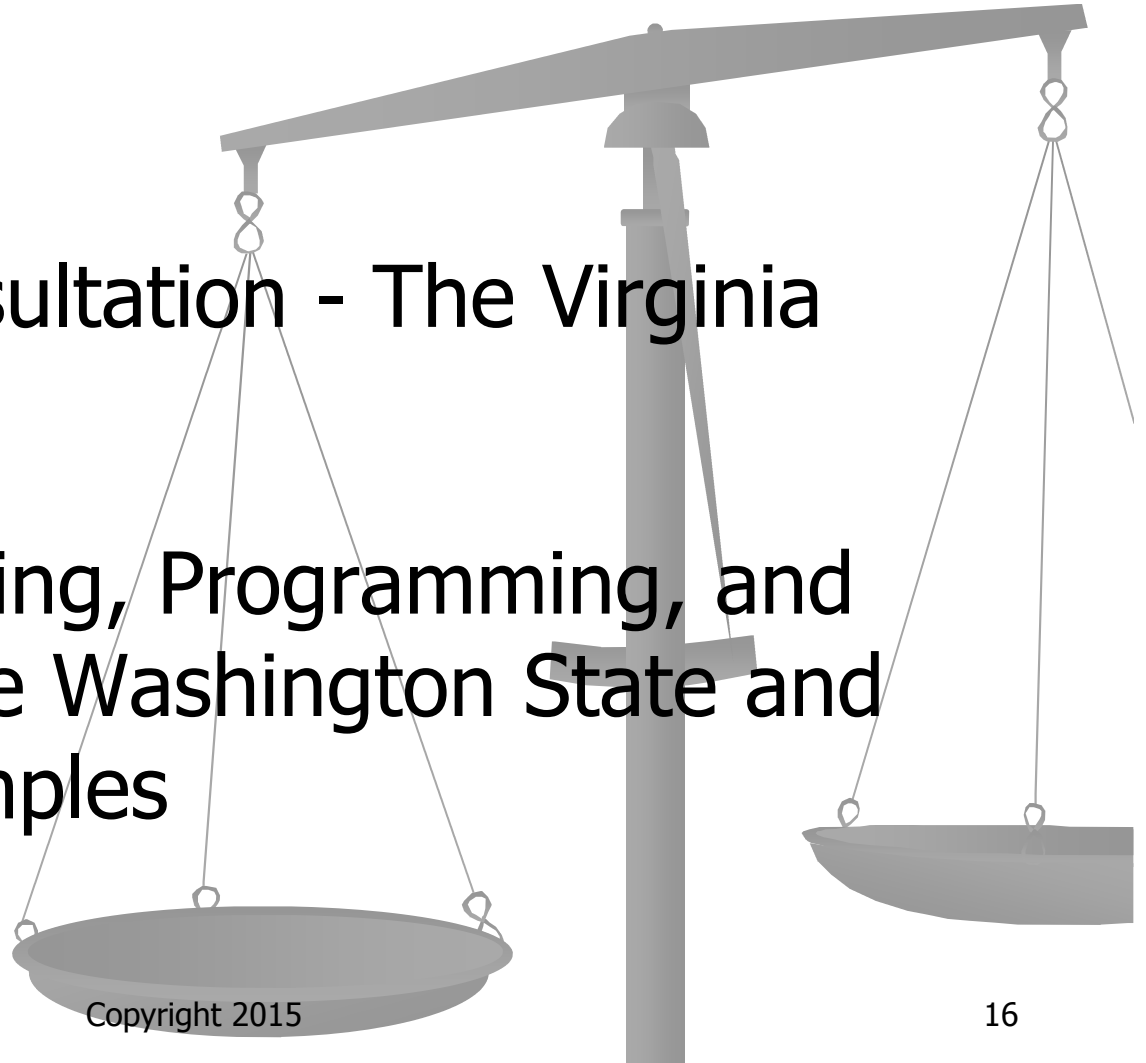 sultation - The Virginia
ing, Programming, and
e Washington State and
nples
Copyright 2015
16